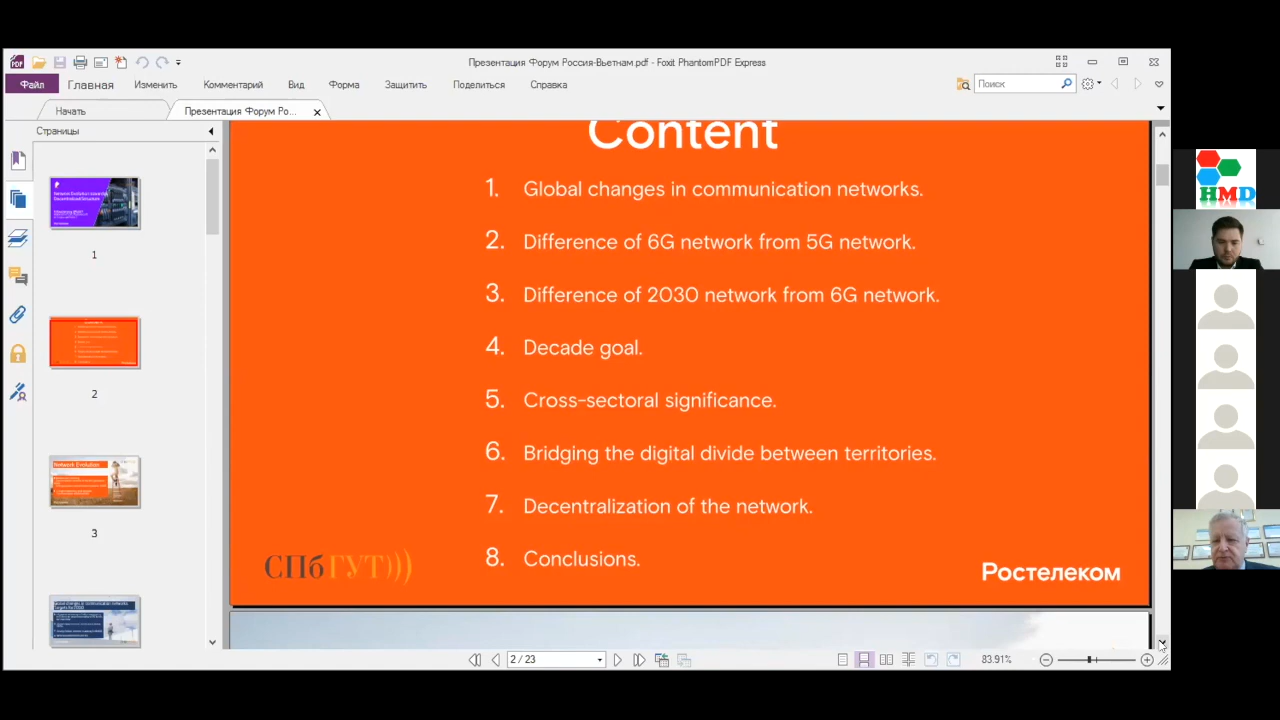 Презентация Форум Россия-Вьетнам.pdf - Foxit PhantomPDF Express
Файл Главная Изменить Комментарий Вид Форма Защитить Поделиться Справка
Поиск
Начать
Презентация Форум Ро...
Страницы
1
2
Network Evolution
3
Content
1. Global changes in communication networks.
2. Difference of 6G network from 5G network.
3. Difference of 2030 network from 6G network.
4. Decade goal.
5. Cross-sectoral significance.
6. Bridging the digital divide between territories.
7. Decentralization of the network.
8. Conclusions.
СПбГУТ)))
Ростелеком
2 / 23
83.91%
HMD